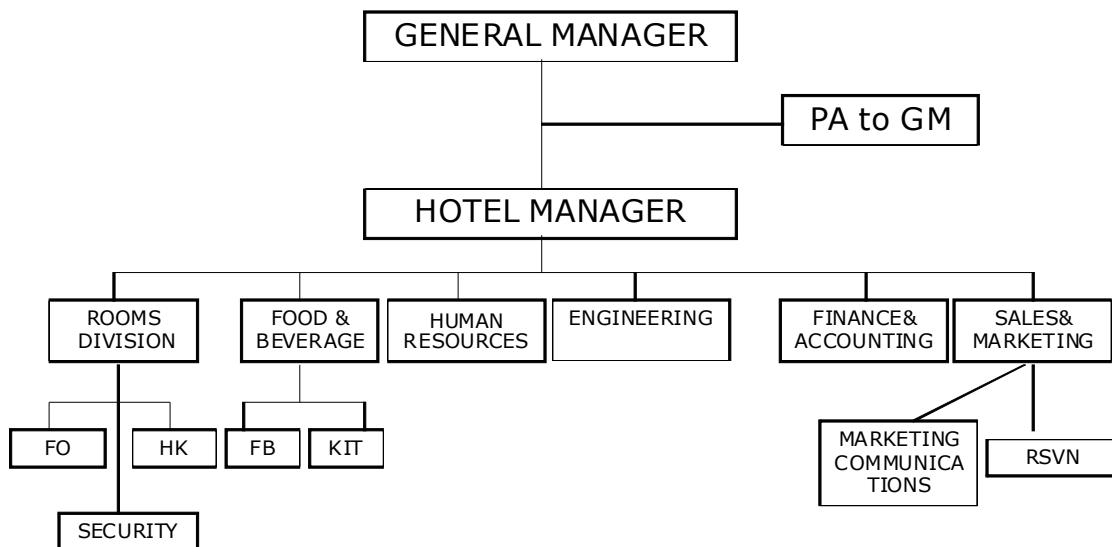 GENERAL MANAGER
PA to GM
HOTEL MANAGER
ROOMS
DIVISION
FOOD &
BEVERAGE
HUMAN
RESOURCES
ENGINEERING
FINANCE&
ACCOUNTING
SALES&
MARKETING
FO
HK
FB
KIT
MARKETING
COMMUNICA
TIONS
RSVN
SECURITY